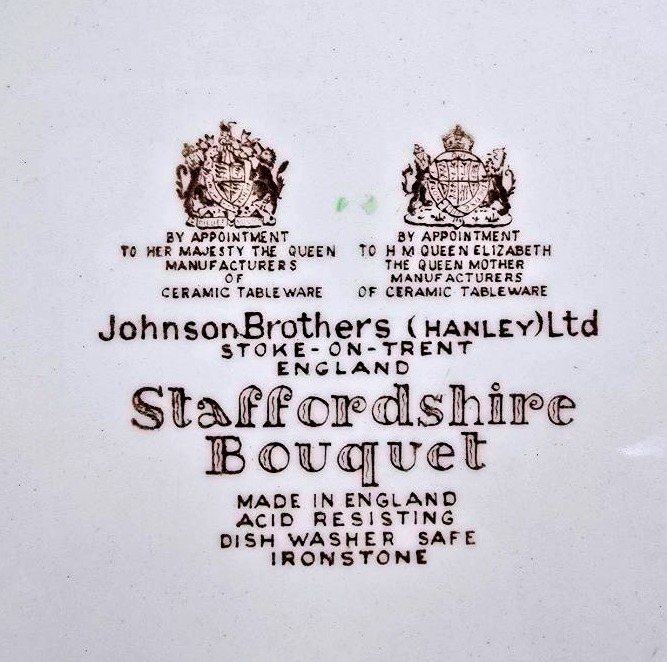 BY APPOINTMENT
TO HER MAJESTY THE QUEEN
MANUFACTURERS
OF
CERAMIC TABLEWARE
BY APPOINTMENT
TO H M QUEEN ELIZABETH
THE QUEEN MOTHER
MANUFACTURERS
OF CERAMIC TABLEWARE
Johnson Brothers (HANLEY) Ltd
STOKE-ON-TRENT
ENGLAND
Staffordshire
Bouquet
MADE IN ENGLAND
ACID RESISTING
DISH WASHER SAFE
IRONSTONE